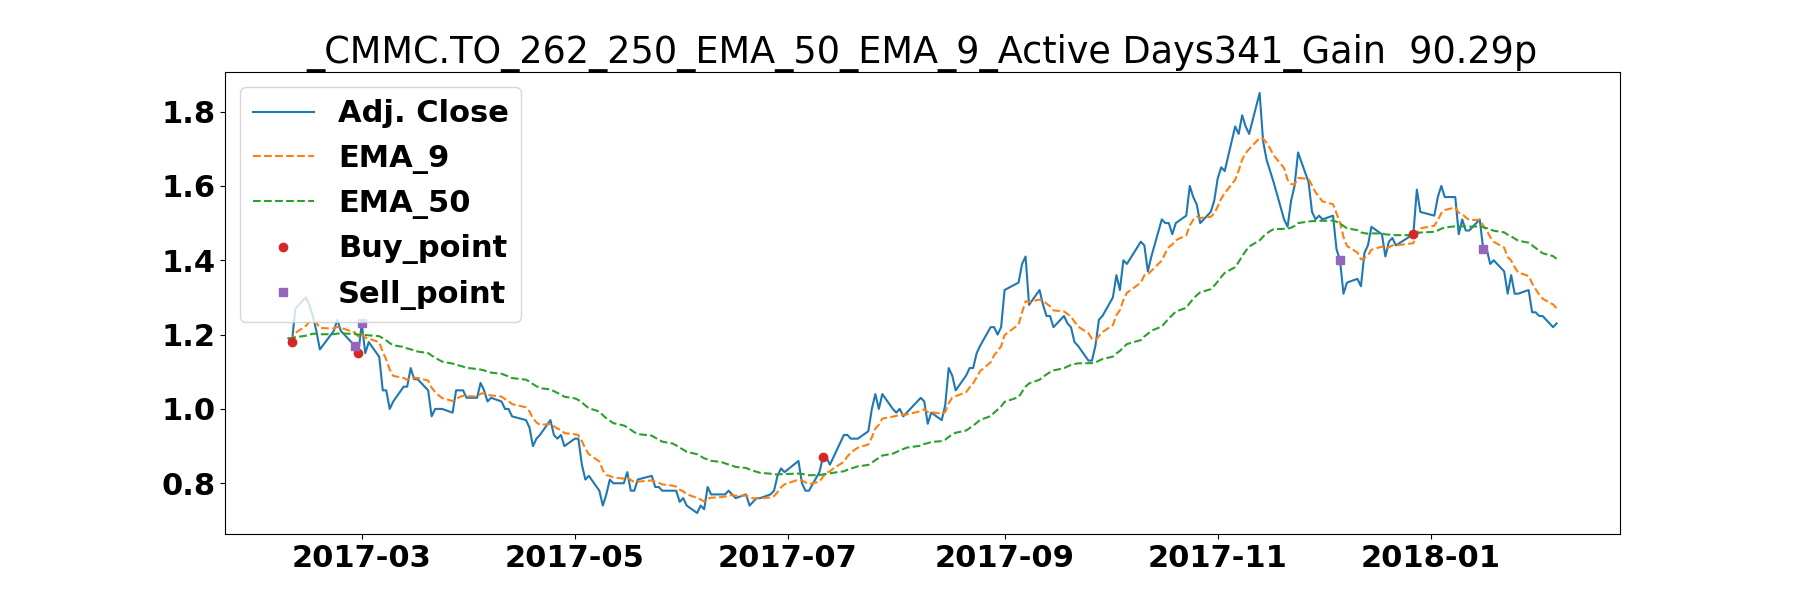 _CMMC.TO_262_250_EMA_50_EMA_9_Active Days341_Gain  90.29p
Adj. Close
EMA_9
EMA_50
Buy_point
Sell_point
1.8
1.6
1.4
1.2
1.0
0.8
2017-03 2017-05 2017-07 2017-09 2017-11 2018-01